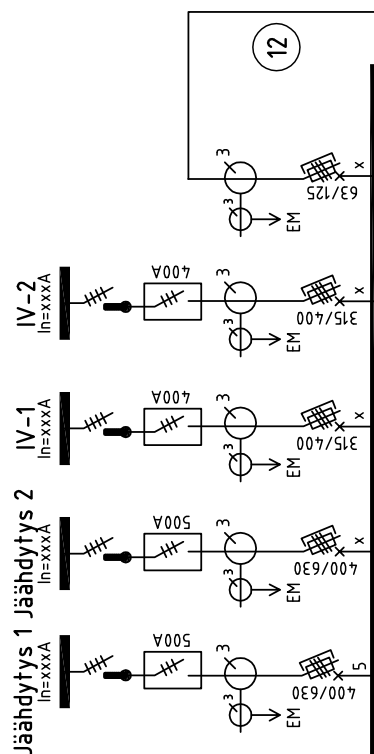 12
3
3
EM
63/125
x
IV-2
In=xxxA
400A
3
3
EM
315/400
x
IV-1
In=xxxA
400A
3
3
EM
315/400
x
Jäähdytys 2
In=xxxA
500A
3
3
EM
400/630
x
Jäähdytys 1
In=xxxA
500A
3
3
EM
400/630
5